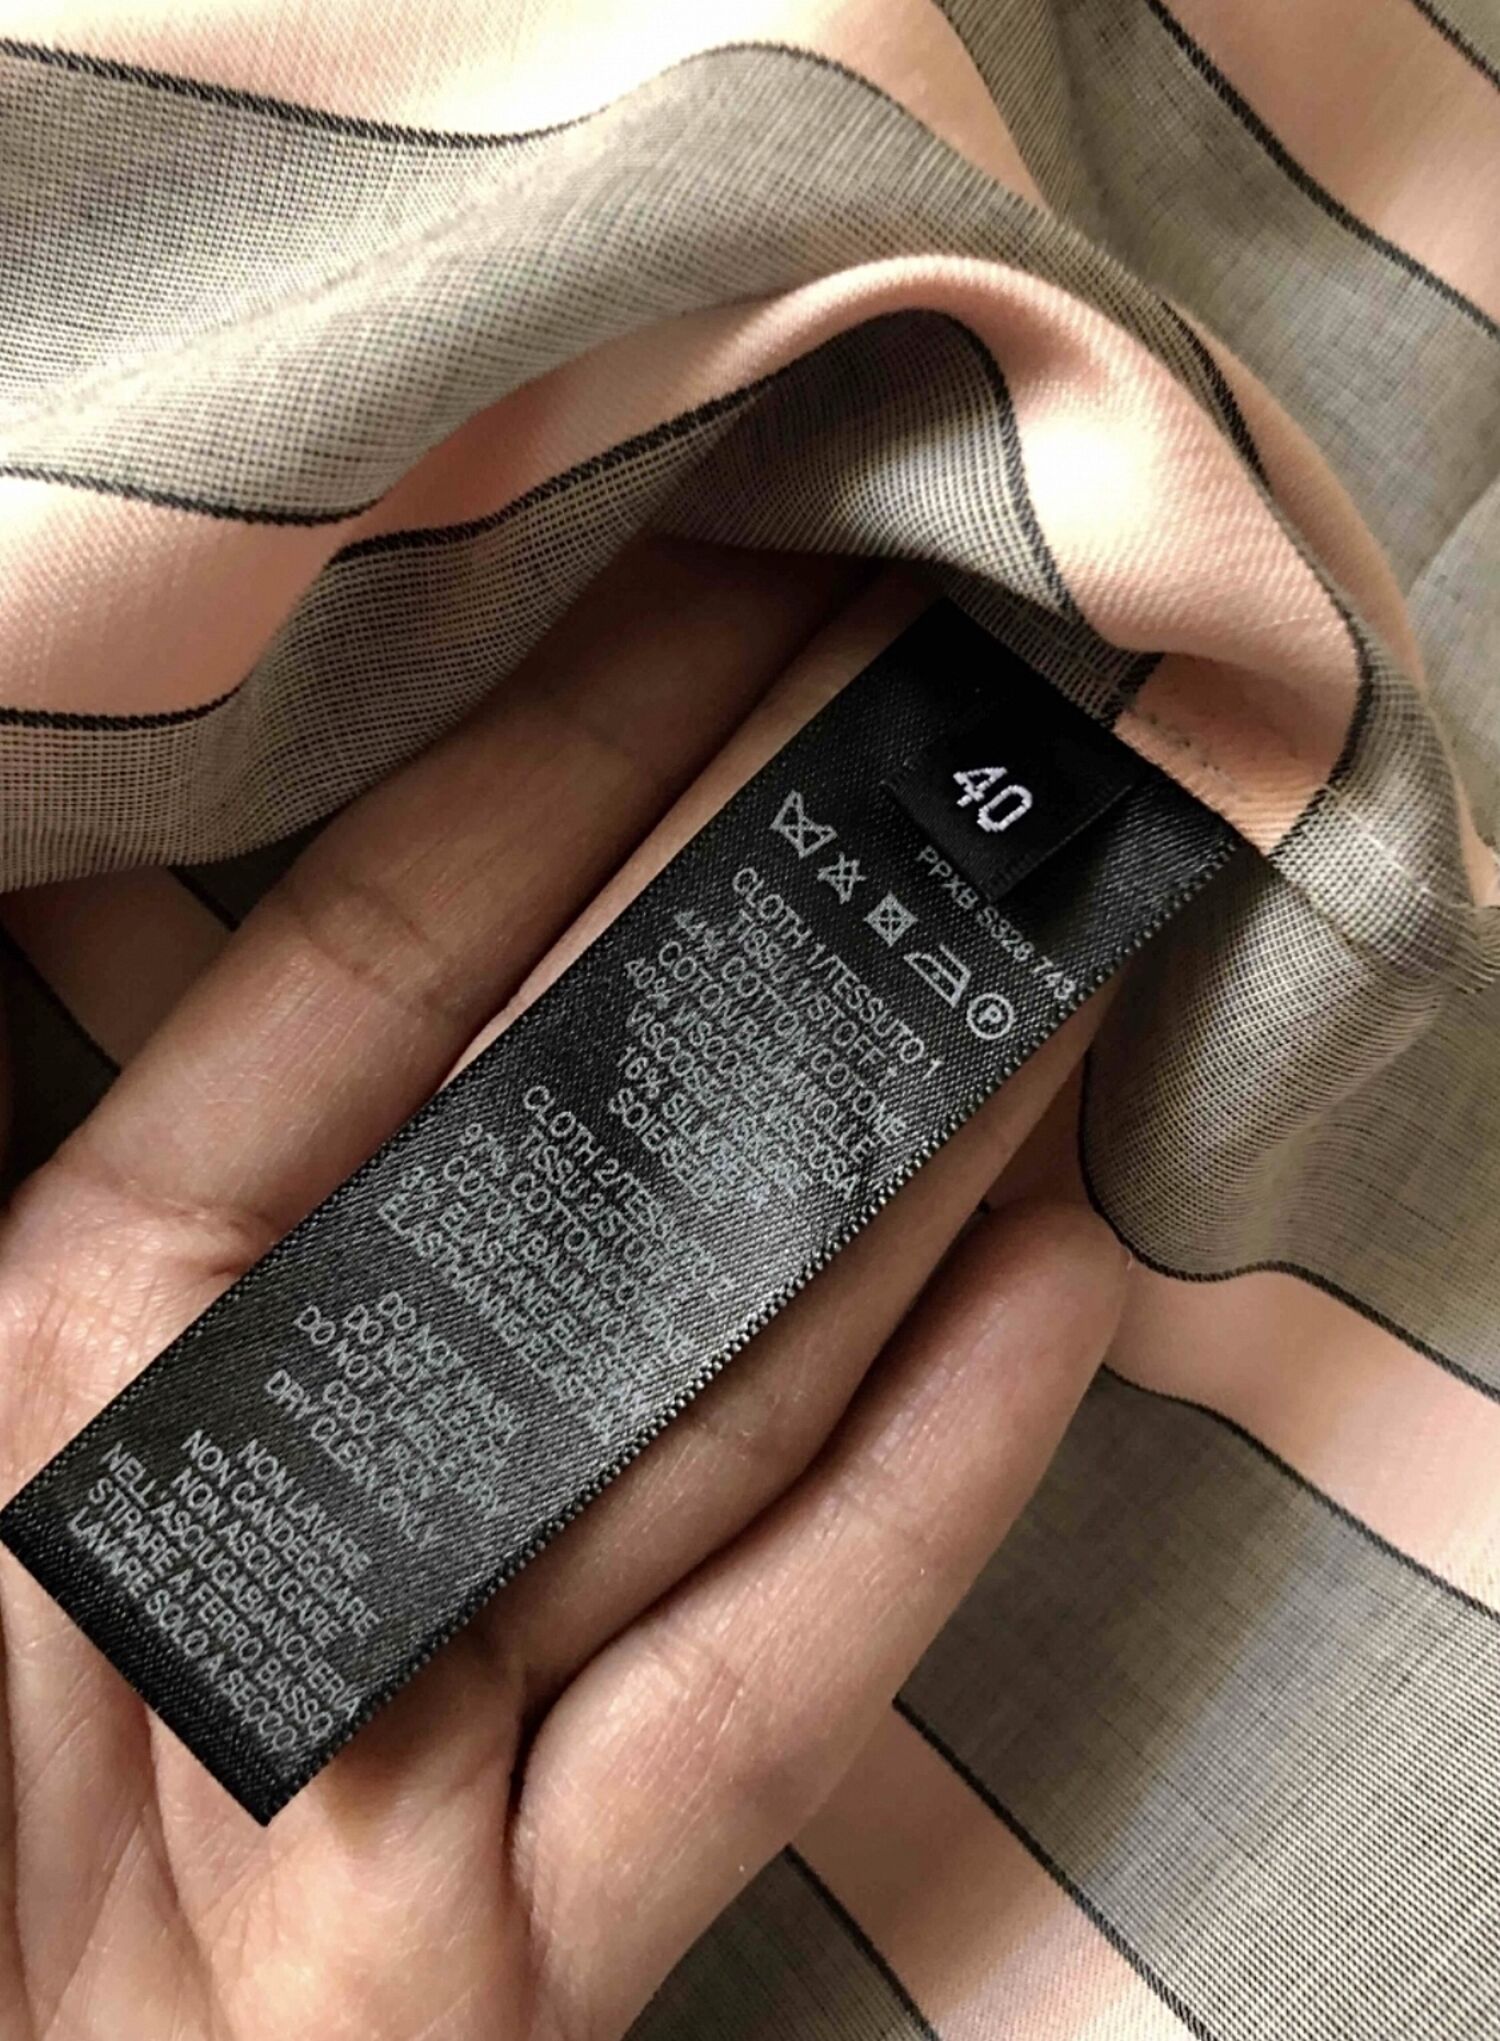 40
PPXB S326 743
CLOTH 1/TESSUTO 1
TISSU 1/STOFF 1
44% COTTON/COTONE
COTON/BAUMWOLLE
40% VISCOSE/VISCOSA
VISCOSE/VISKOSE
16% SILK/SETA
SOIE/SEIDE
CLOTH 2/TESSUTO 2
TISSU 2/STOFF 2
97% COTTON/COTONE
COTON/BAUMWOLLE
3% ELASTANE/ELASTAN
ELASTHANNE/ELASTAN
DO NOT WASH
DO NOT BLEACH
DO NOT TUMBLE DRY
COOL IRON
DRY CLEAN ONLY
NON LAVARE
NON CANDEGGIARE
NON ASCIUGARE
NELL'ASCIUGABIANCHERIA
STIRARE A FERRO BASSO
LAVARE SOLO A SECCO
P